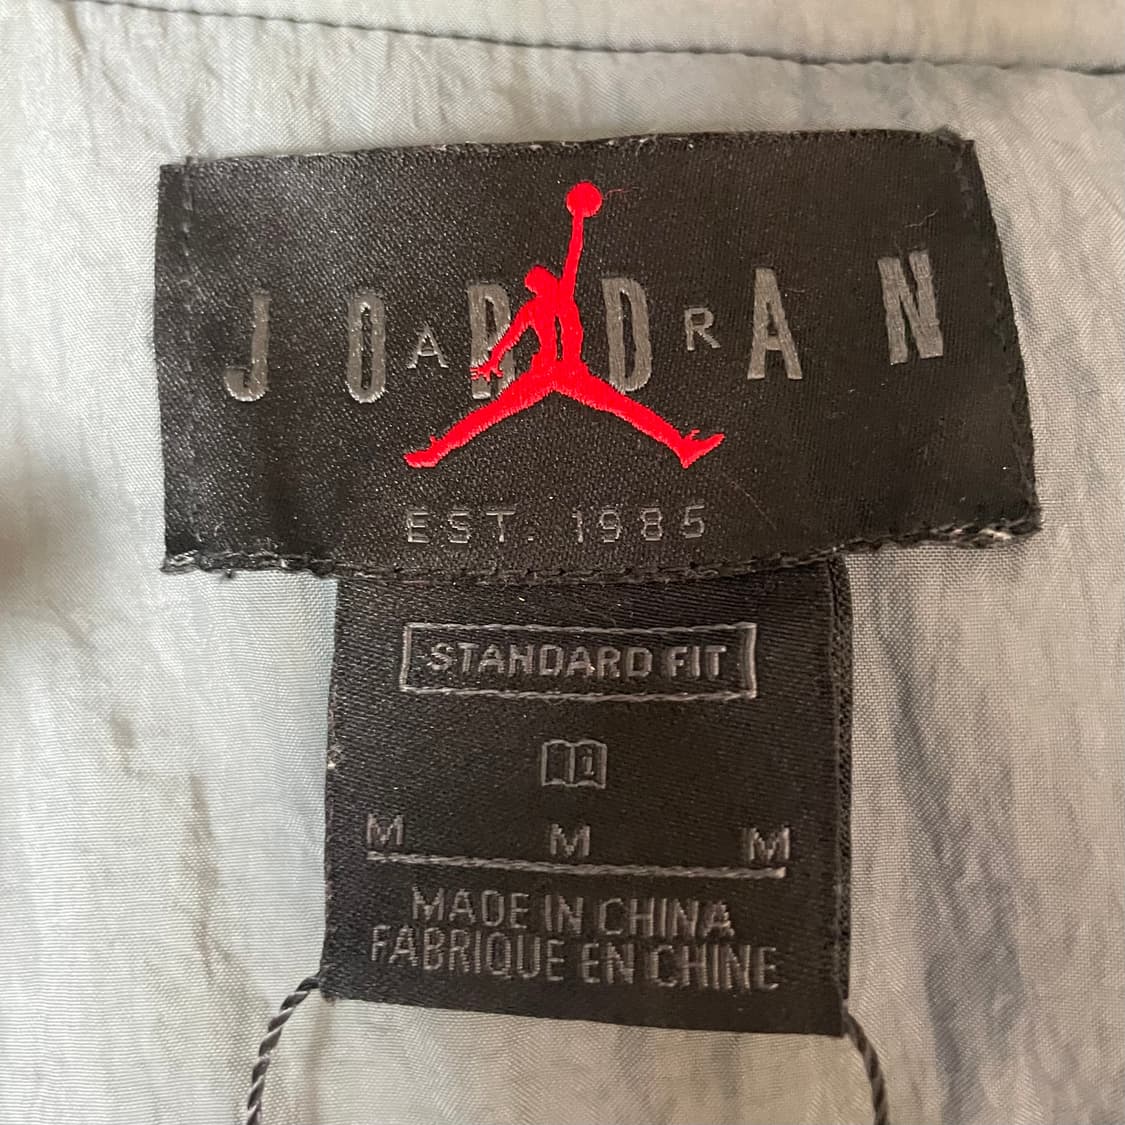 JORDAN
AIR
EST. 1985
STANDARD FIT
i
M M M
MADE IN CHINA
FABRIQUE EN CHINE